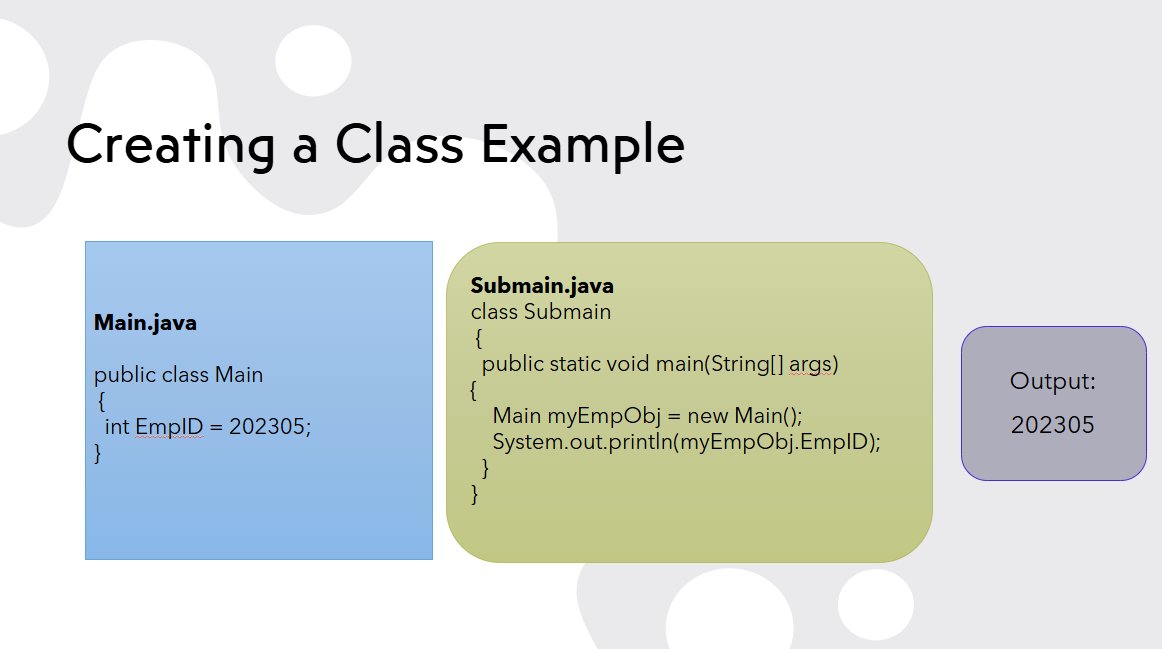 Creating a Class Example
Main.java
public class Main
{
int EmpID = 202305;
}
Submain.java
class Submain
{
public static void main(String[] args)
{
Main myEmpObj = new Main();
System.out.println(myEmpObj.EmpID);
}
}
Output:
202305